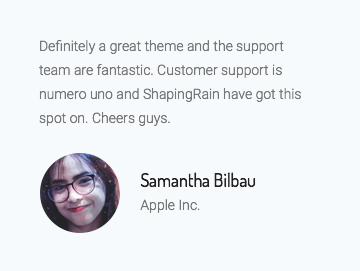 Definitely a great theme and the support
team are fantastic. Customer support is
numero uno and ShapingRain have got this
spot on. Cheers guys.
Samantha Bilbau
Apple Inc.